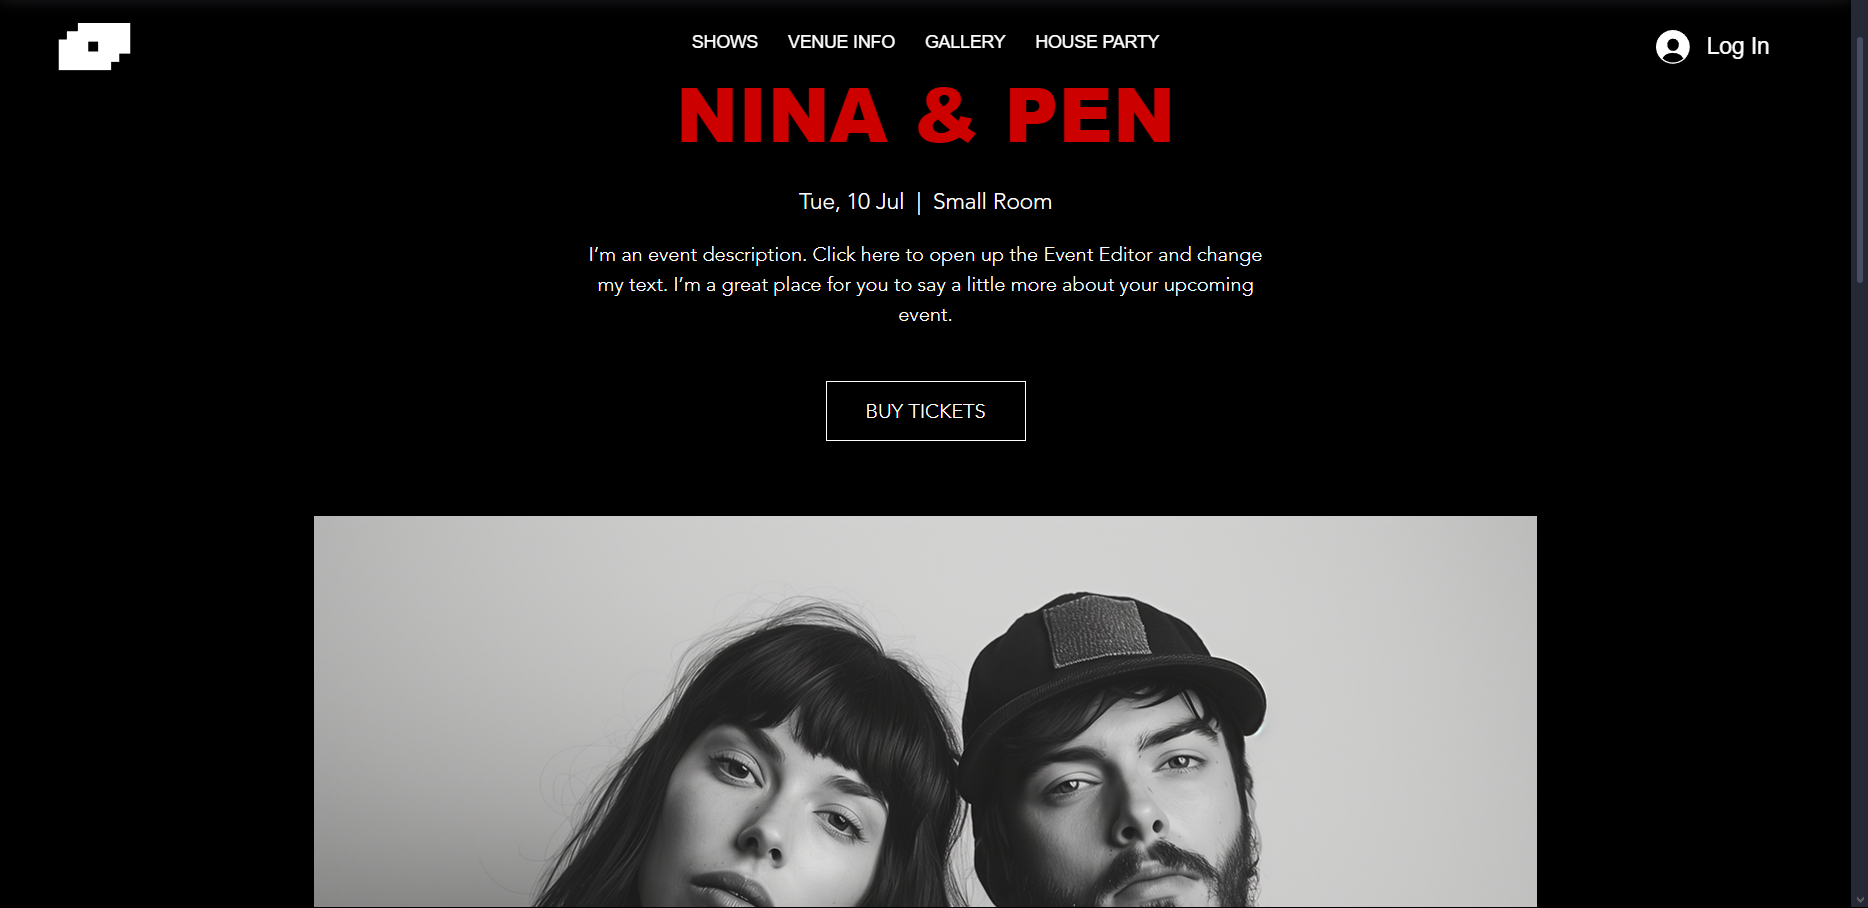 SHOWS VENUE INFO GALLERY HOUSE PARTY Log In
NINA & PEN
Tue, 10 Jul | Small Room
I’m an event description. Click here to open up the Event Editor and change
my text. I’m a great place for you to say a little more about your upcoming
event.
BUY TICKETS